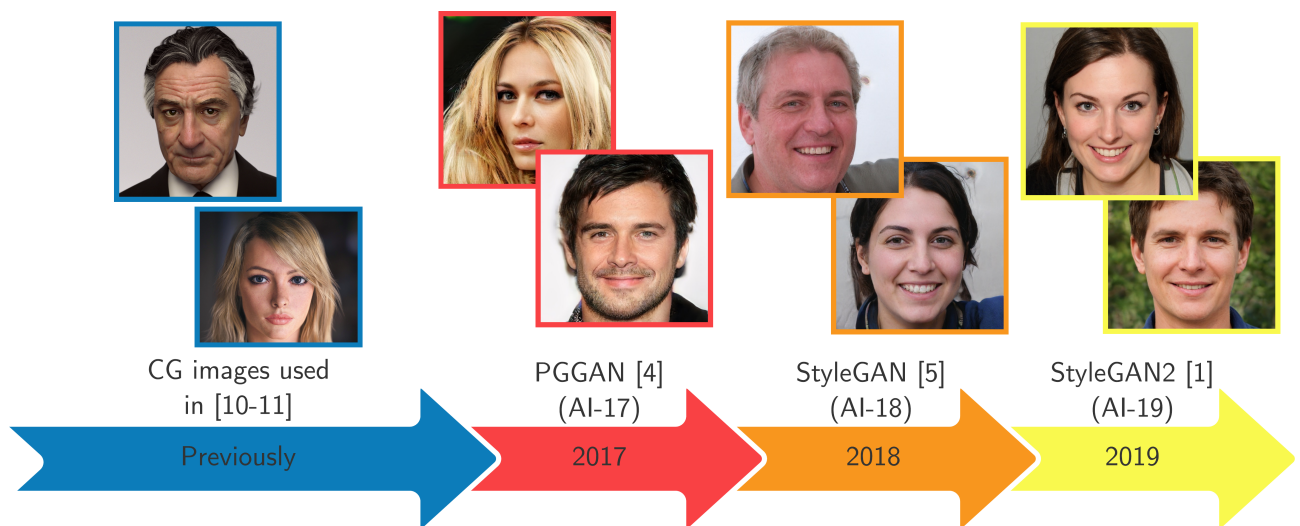 CG images used
in [10-11]
PGGAN [4]
(AI-17)
StyleGAN [5]
(AI-18)
StyleGAN2 [1]
(AI-19)
Previously
2017
2018
2019